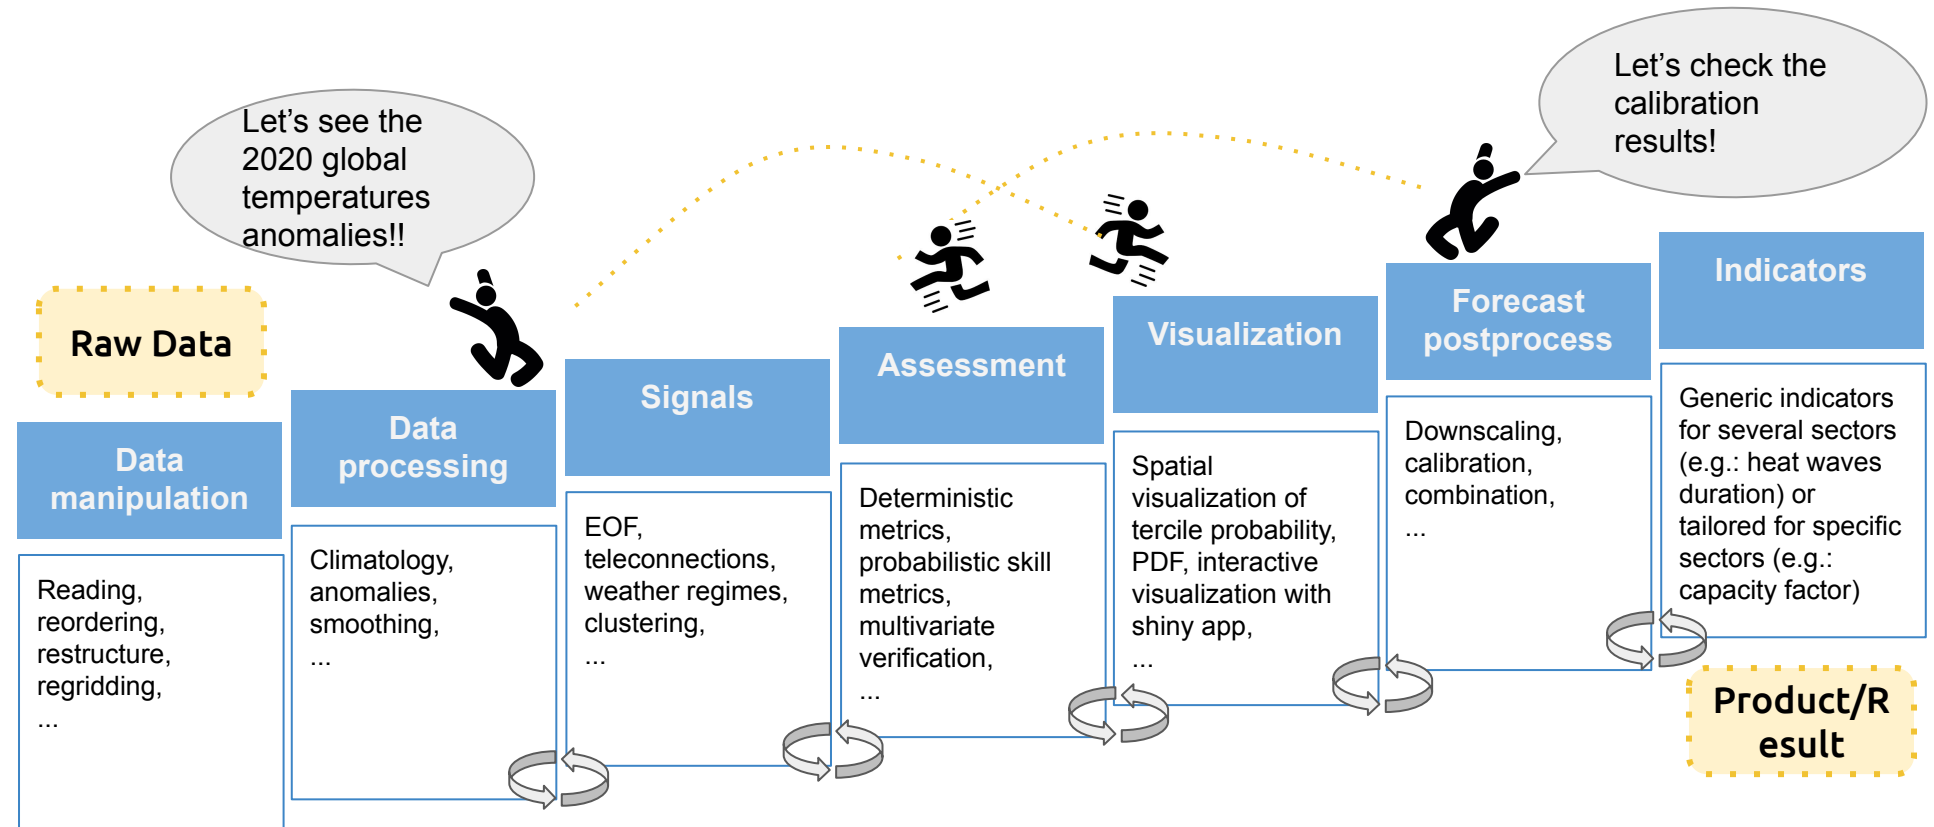 Let's see the
2020 global
temperatures
anomalies!!
Let's check the
calibration
results!
Raw Data
Data
manipulation
Reading,
reordering,
restructure,
regridding,
...
Data
processing
Climatology,
anomalies,
smoothing,
...
Signals
EOF,
teleconnections,
weather regimes,
clustering,
...
Assessment
Deterministic
metrics,
probabilistic skill
metrics,
multivariate
verification,
...
Visualization
Spatial
visualization of
tercile probability,
PDF, interactive
visualization with
shiny app,
...
Forecast
postprocess
Downscaling,
calibration,
combination,
...
Indicators
Generic indicators
for several sectors
(e.g.: heat waves
duration) or
tailored for specific
sectors (e.g.:
capacity factor)
Product/R
esult